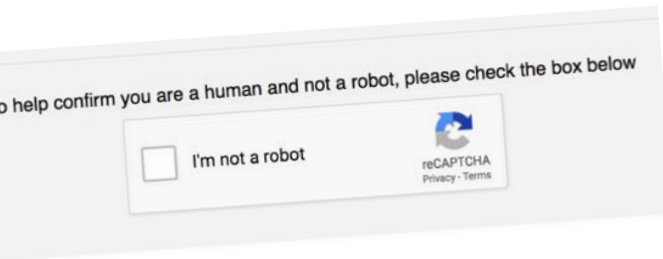 o help confirm you are a human and not a robot, please check the box below
I'm not a robot
reCAPTCHA
Privacy - Terms